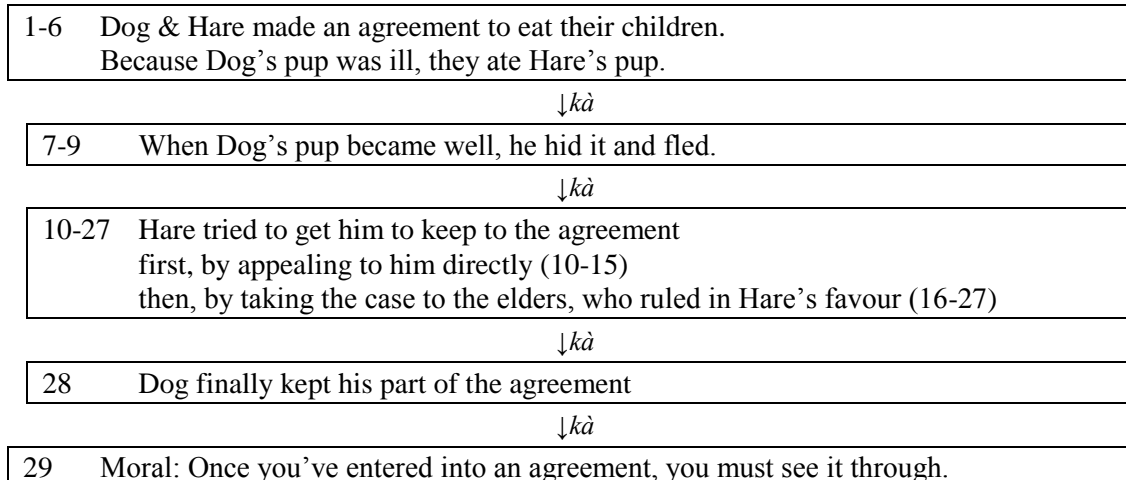 1-6 Dog & Hare made an agreement to eat their children.
Because Dog’s pup was ill, they ate Hare’s pup.
↓kà
7-9 When Dog’s pup became well, he hid it and fled.
↓kà
10-27 Hare tried to get him to keep to the agreement
first, by appealing to him directly (10-15)
then, by taking the case to the elders, who ruled in Hare’s favour (16-27)
↓kà
28 Dog finally kept his part of the agreement
↓kà
29 Moral: Once you’ve entered into an agreement, you must see it through.